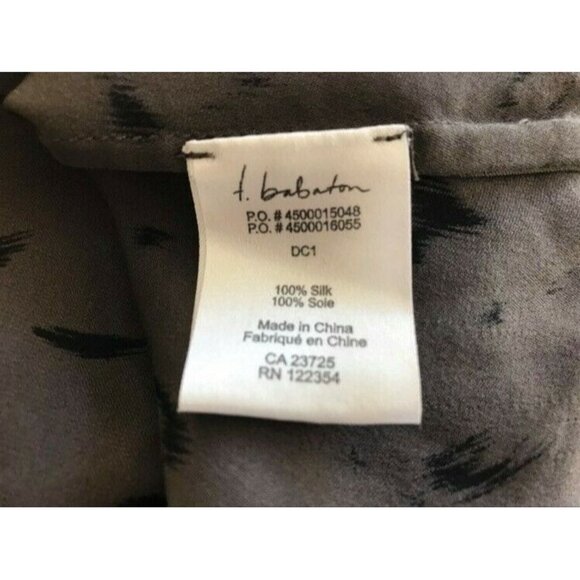 t. babaton
P.O. # 4500015048
P.O. # 4500016055
DC1
100% Silk
100% Soie
Made in China
Fabriqué en Chine
CA 23725
RN 122354